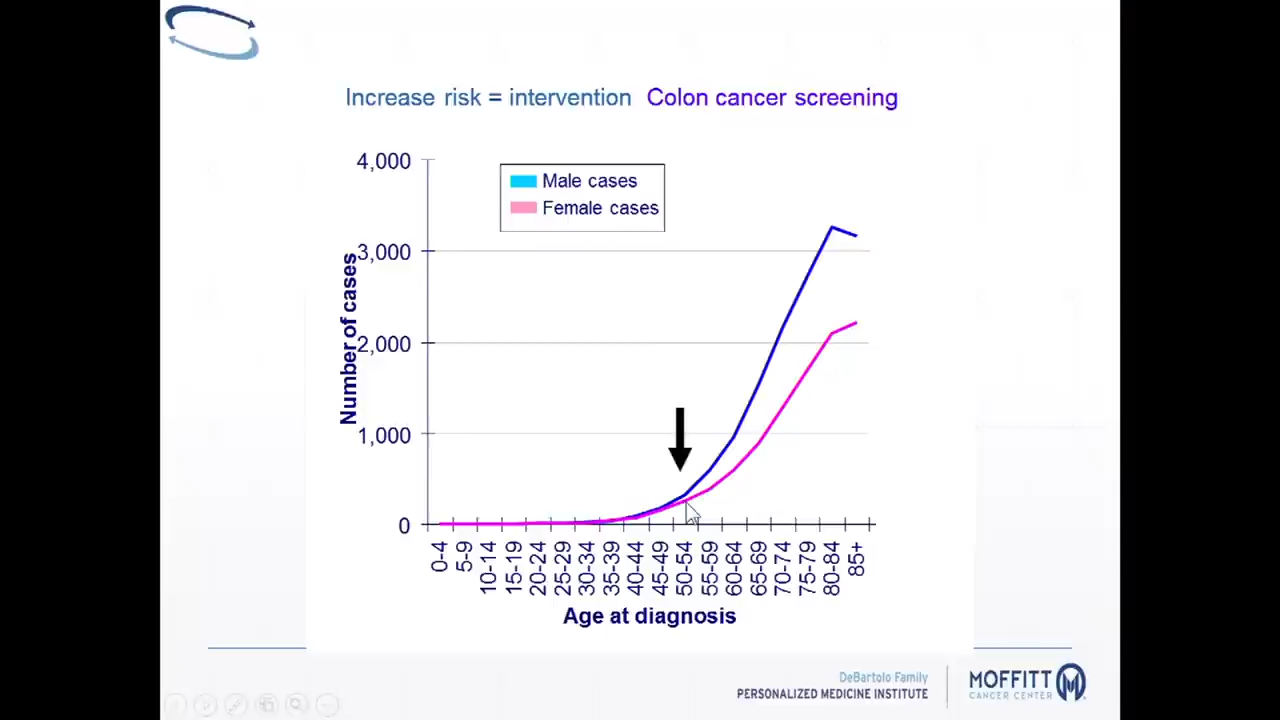 Increase risk = intervention Colon cancer screening
4,000
3,000
2,000
1,000
0
Number of cases
Male cases
Female cases
0-4
5-9
10-14
15-19
20-24
25-29
30-34
35-39
40-44
45-49
50-54
55-59
60-64
65-69
70-74
75-79
80-84
85+
Age at diagnosis
DeBartolo Family
PERSONALIZED MEDICINE INSTITUTE
MOFFITT
CANCER CENTER
M